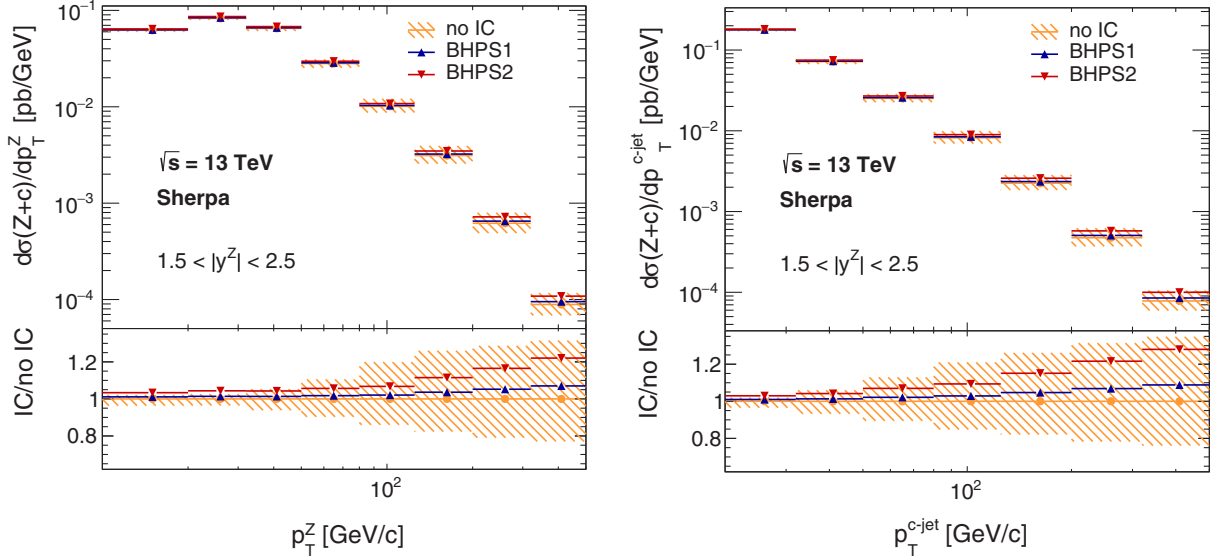 dσ(Z+c)/dp_T^Z [pb/GeV]
10^-1
10^-2
10^-3
10^-4
no IC
BHPS1
BHPS2
√s = 13 TeV
Sherpa
1.5 < |y^Z| < 2.5
IC/no IC
1.2
1
0.8
10^2
p_T^Z [GeV/c]
dσ(Z+c)/dp_T^c-jet [pb/GeV]
10^-1
10^-2
10^-3
10^-4
no IC
BHPS1
BHPS2
√s = 13 TeV
Sherpa
1.5 < |y^Z| < 2.5
IC/no IC
1.2
1
0.8
10^2
p_T^c-jet [GeV/c]